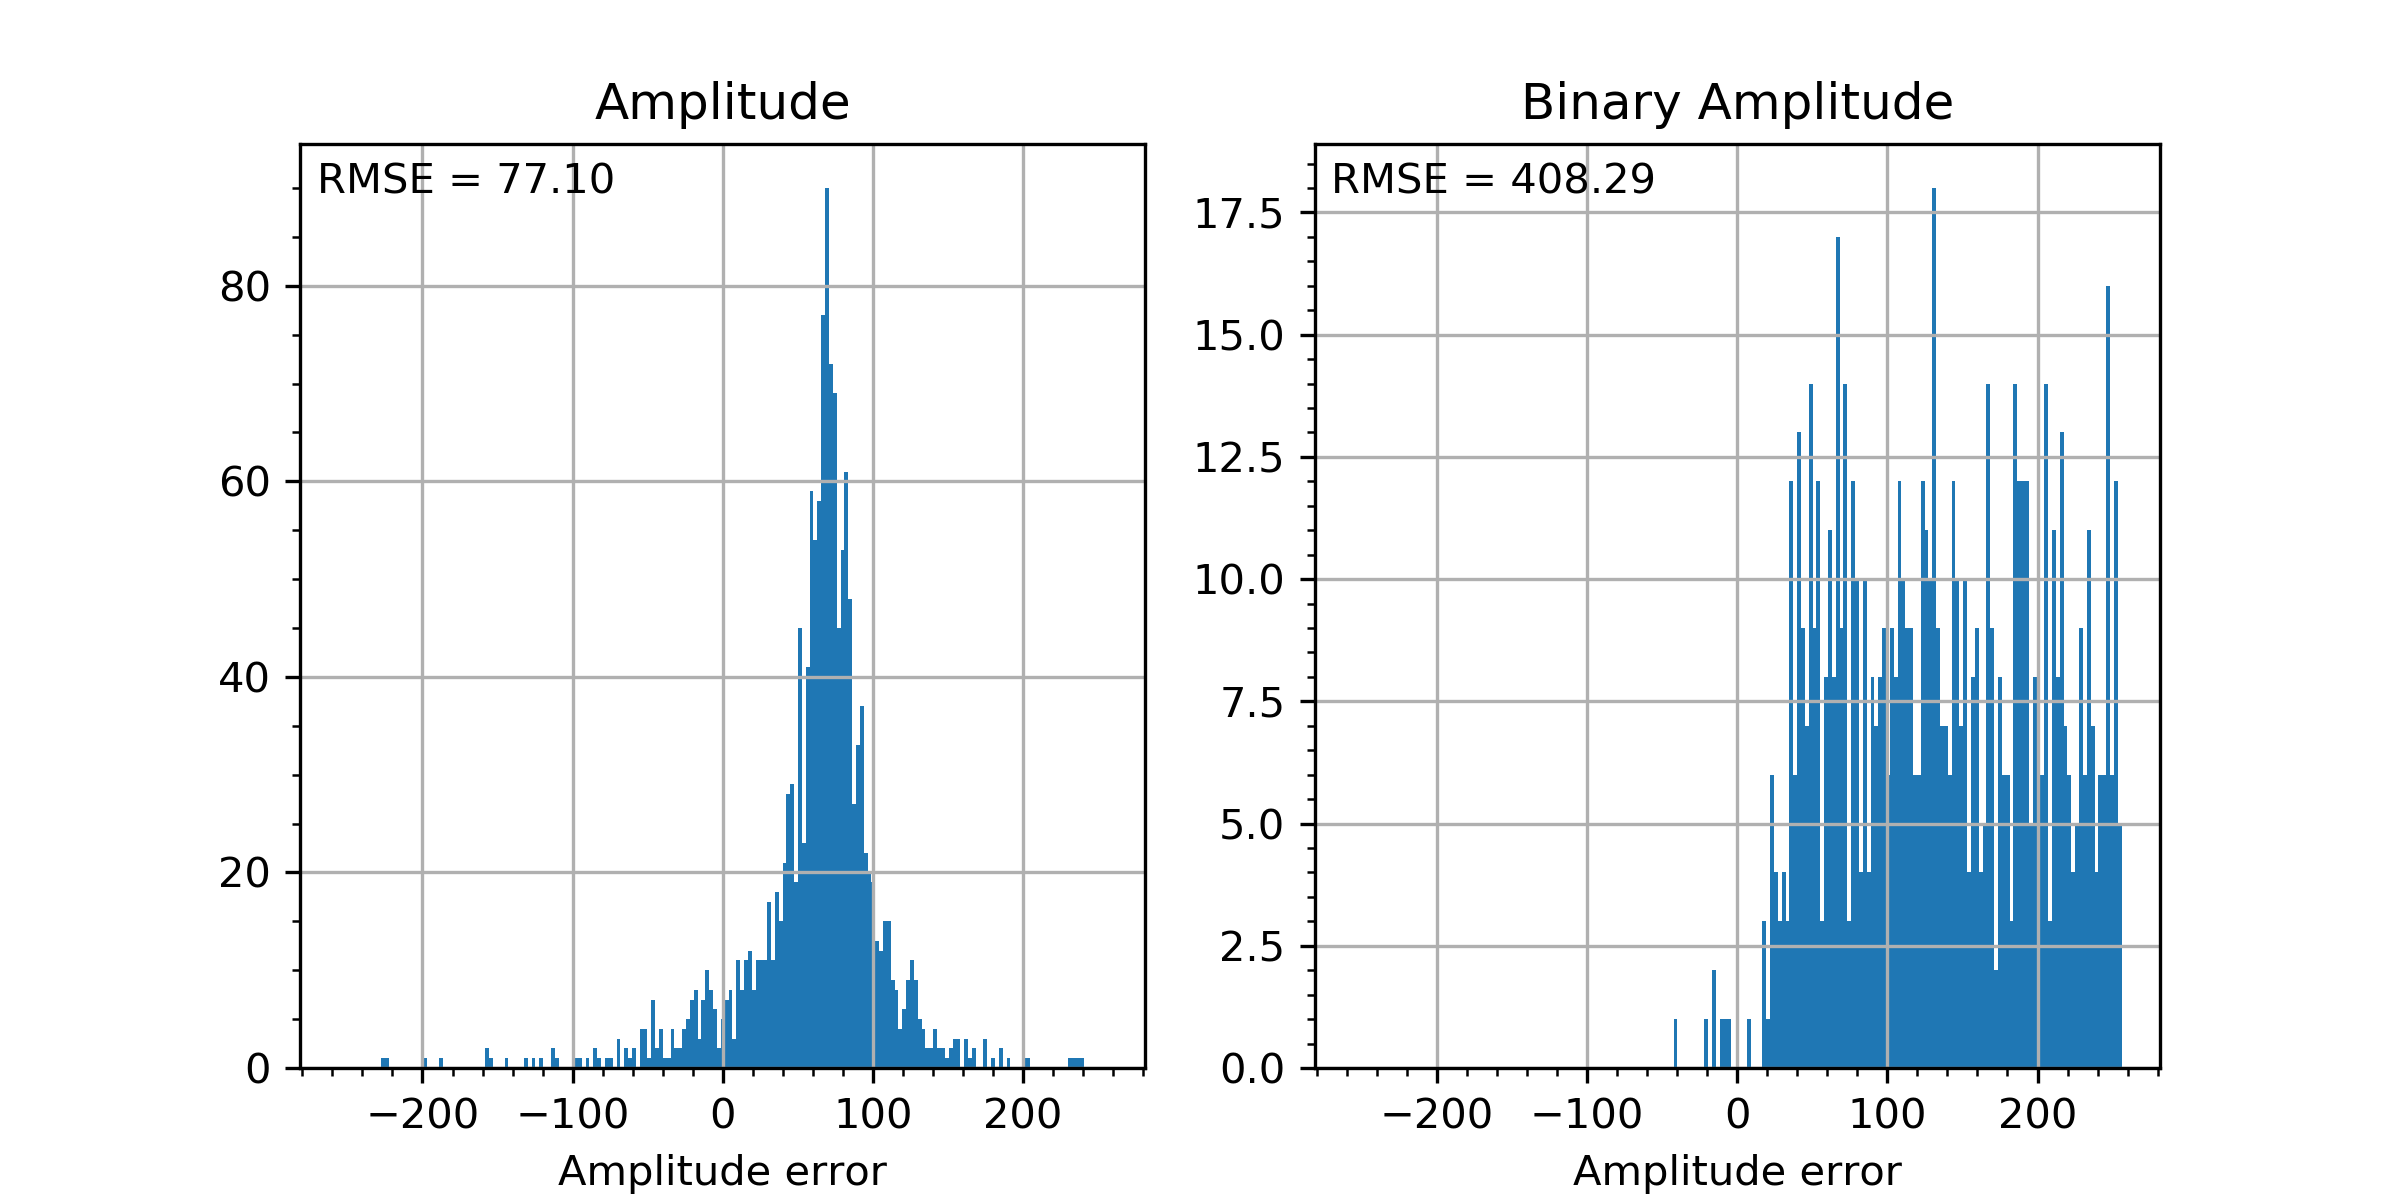 Amplitude
RMSE = 77.10
80
60
40
20
0
−200 −100 0 100 200
Amplitude error
Binary Amplitude
RMSE = 408.29
17.5
15.0
12.5
10.0
7.5
5.0
2.5
0.0
−200 −100 0 100 200
Amplitude error